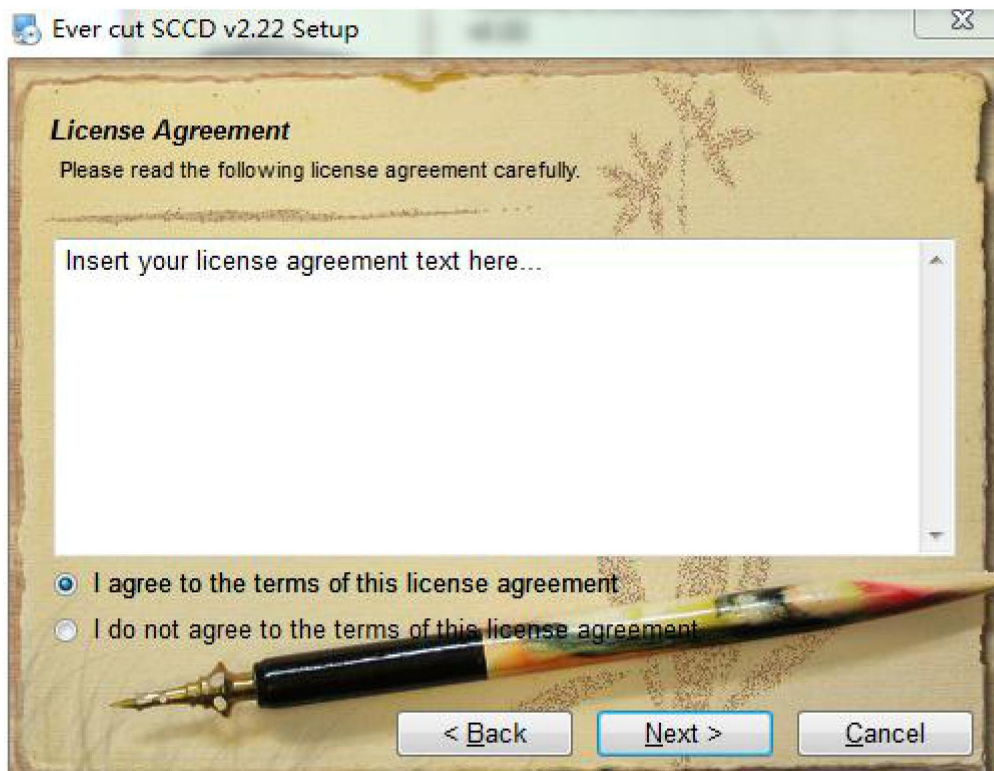 Ever cut SCCD v2.22 Setup
License Agreement
Please read the following license agreement carefully.
Insert your license agreement text here...
I agree to the terms of this license agreement
I do not agree to the terms of this license agreement
< Back
Next >
Cancel